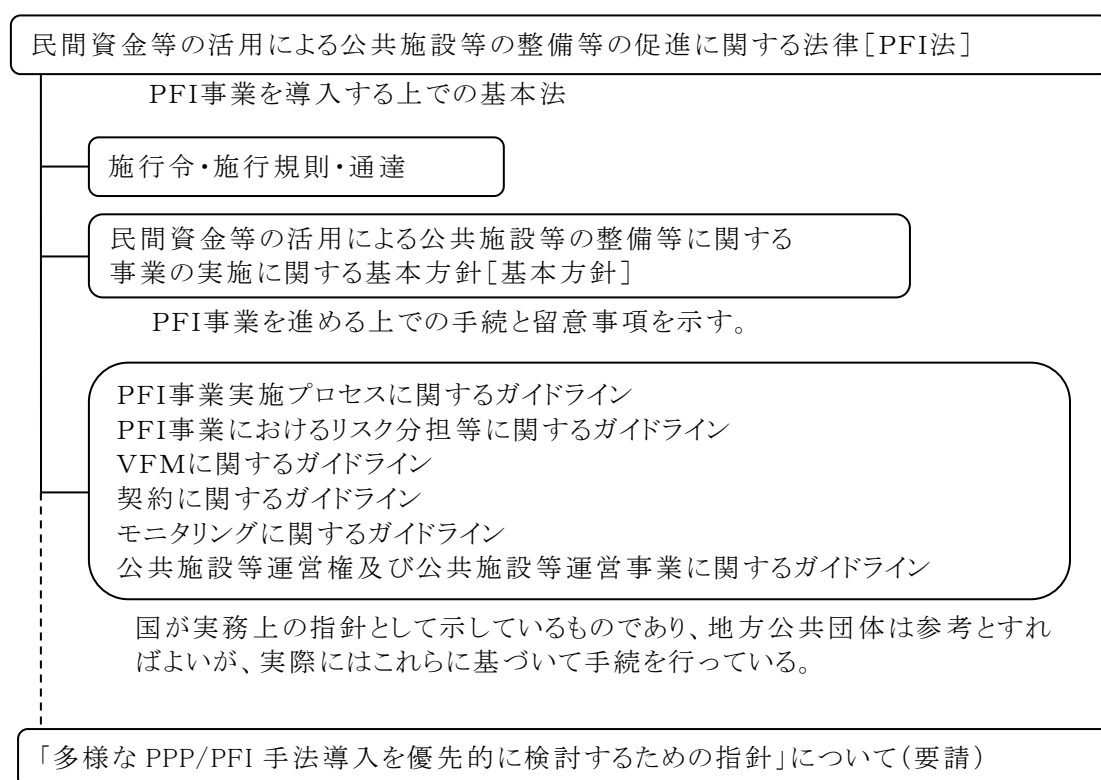 民間資金等の活用による公共施設等の整備等の促進に関する法律[PFI法]
PFI事業を導入する上での基本法
施行令・施行規則・通達
民間資金等の活用による公共施設等の整備等に関する
事業の実施に関する基本方針[基本方針]
PFI事業を進める上での手続と留意事項を示す。
PFI事業実施プロセスに関するガイドライン
PFI事業におけるリスク分担等に関するガイドライン
VFMに関するガイドライン
契約に関するガイドライン
モニタリングに関するガイドライン
公共施設等運営権及び公共施設等運営事業に関するガイドライン
国が実務上の指針として示しているものであり、地方公共団体は参考とすれ
ばよいが、実際にはこれらに基づいて手続を行っている。
「多様な PPP/PFI 手法導入を優先的に検討するための指針」について(要請)